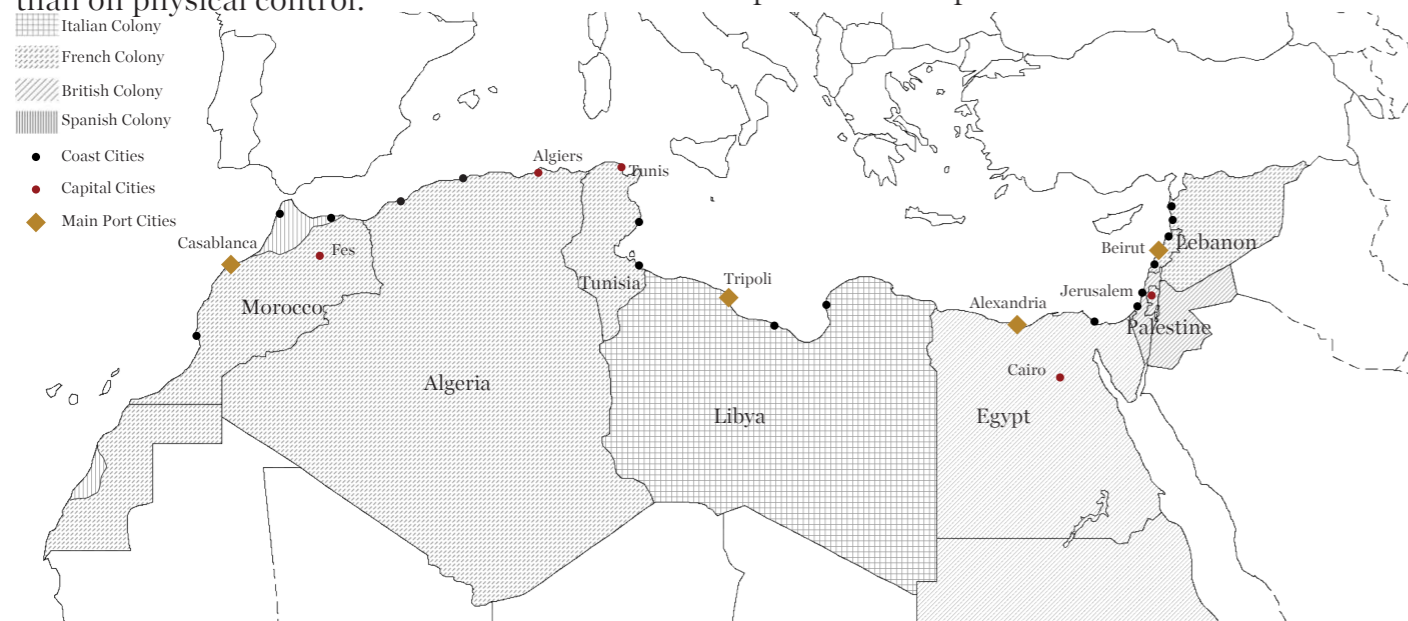 than on physical control.
Italian Colony
French Colony
British Colony
Spanish Colony
Coast Cities
Capital Cities
Main Port Cities
Algiers
Tunis
Casablanca
Fes
Morocco
Tunisia
Tripoli
Algeria
Libya
Alexandria
Cairo
Egypt
Beirut
Lebanon
Jerusalem
Palestine